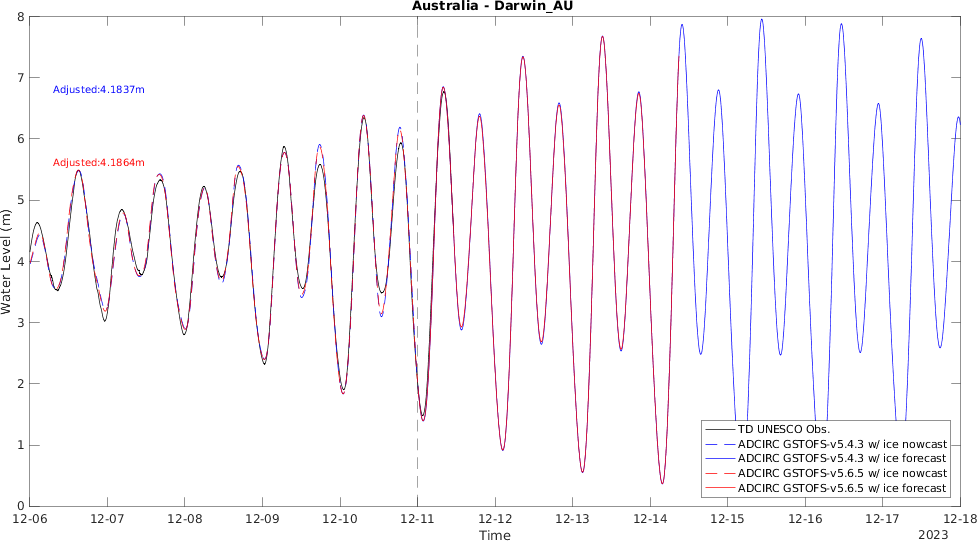 Australia - Darwin_AU
8
7
6
5
4
3
2
1
0
Water Level (m)
Adjusted:4.1837m
Adjusted:4.1864m
TD UNESCO Obs.
ADCIRC GSTOFS-v5.4.3 w/ ice nowcast
ADCIRC GSTOFS-v5.4.3 w/ ice forecast
ADCIRC GSTOFS-v5.6.5 w/ ice nowcast
ADCIRC GSTOFS-v5.6.5 w/ ice forecast
12-06 12-07 12-08 12-09 12-10 12-11 12-12 12-13 12-14 12-15 12-16 12-17 12-18
Time
2023